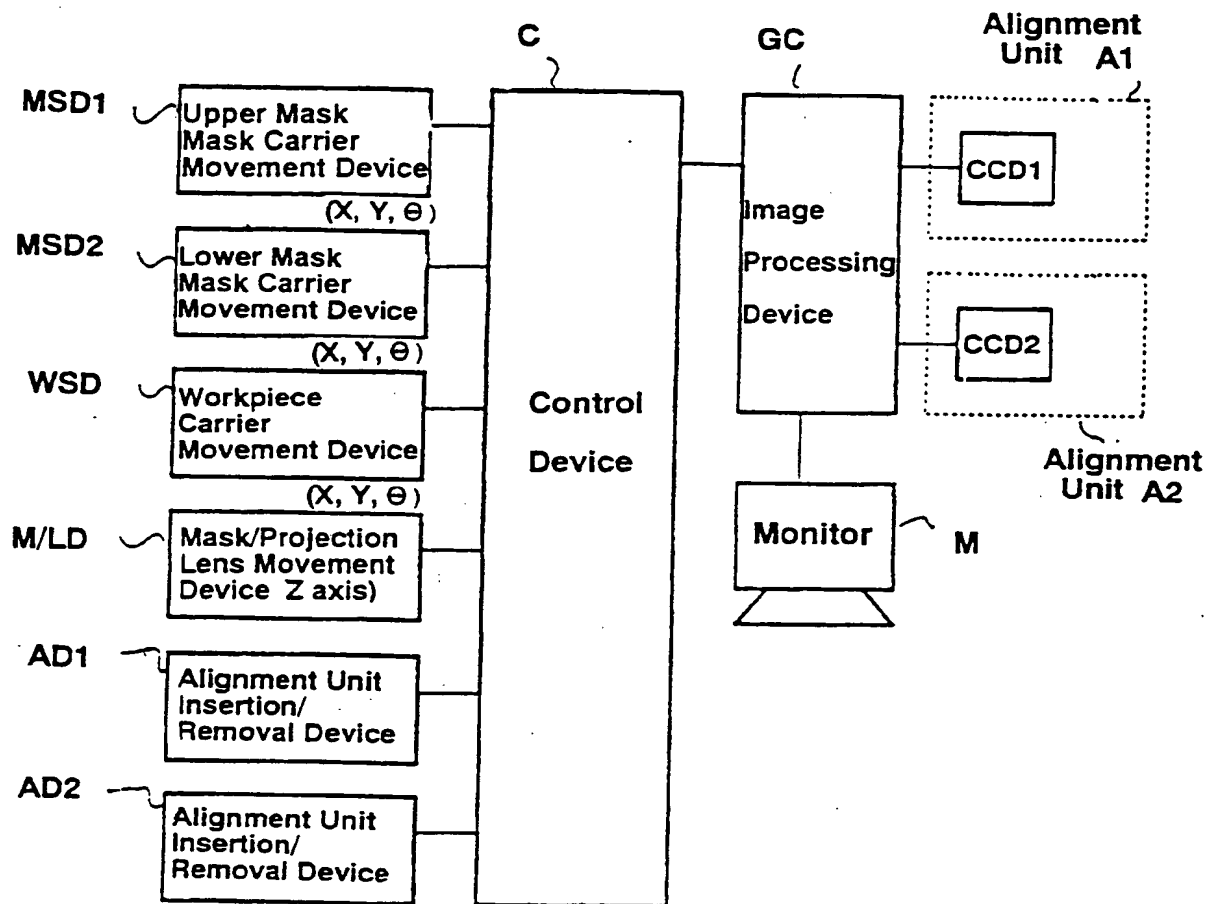 Alignment
Unit A1
C
GC
MSD1
Upper Mask
Mask Carrier
Movement Device
(X, Y, Θ)
MSD2
Lower Mask
Mask Carrier
Movement Device
(X, Y, Θ)
WSD
Workpiece
Carrier
Movement Device
(X, Y, Θ)
M/LD
Mask/Projection
Lens Movement
Device Z axis)
AD1
Alignment Unit
Insertion/
Removal Device
AD2
Alignment Unit
Insertion/
Removal Device
Control
Device
Image
Processing
Device
CCD1
CCD2
Alignment
Unit A2
Monitor
M